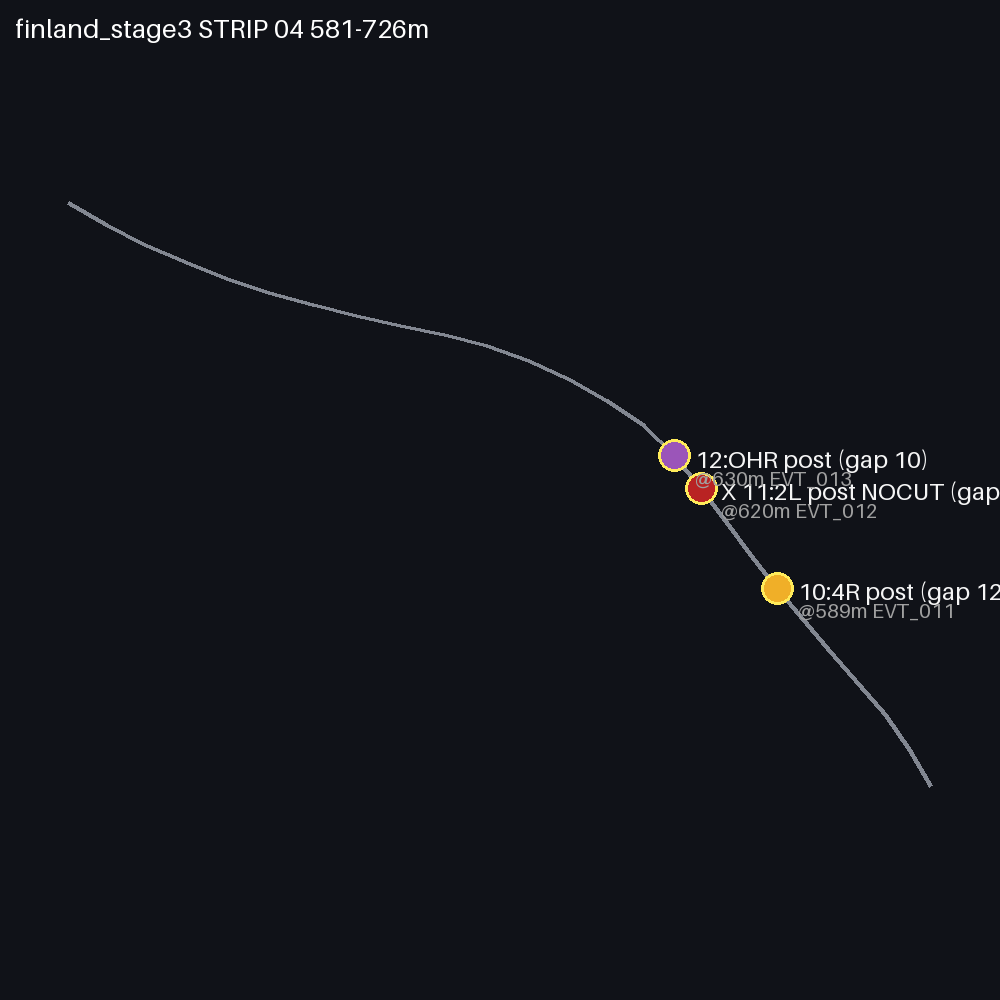 finland_stage3 STRIP 04 581-726m
12:OHR post (gap 10)
@630m EVT_013
X 11:2L post NOCUT (gap
@620m EVT_012
10:4R post (gap 12
@589m EVT_011